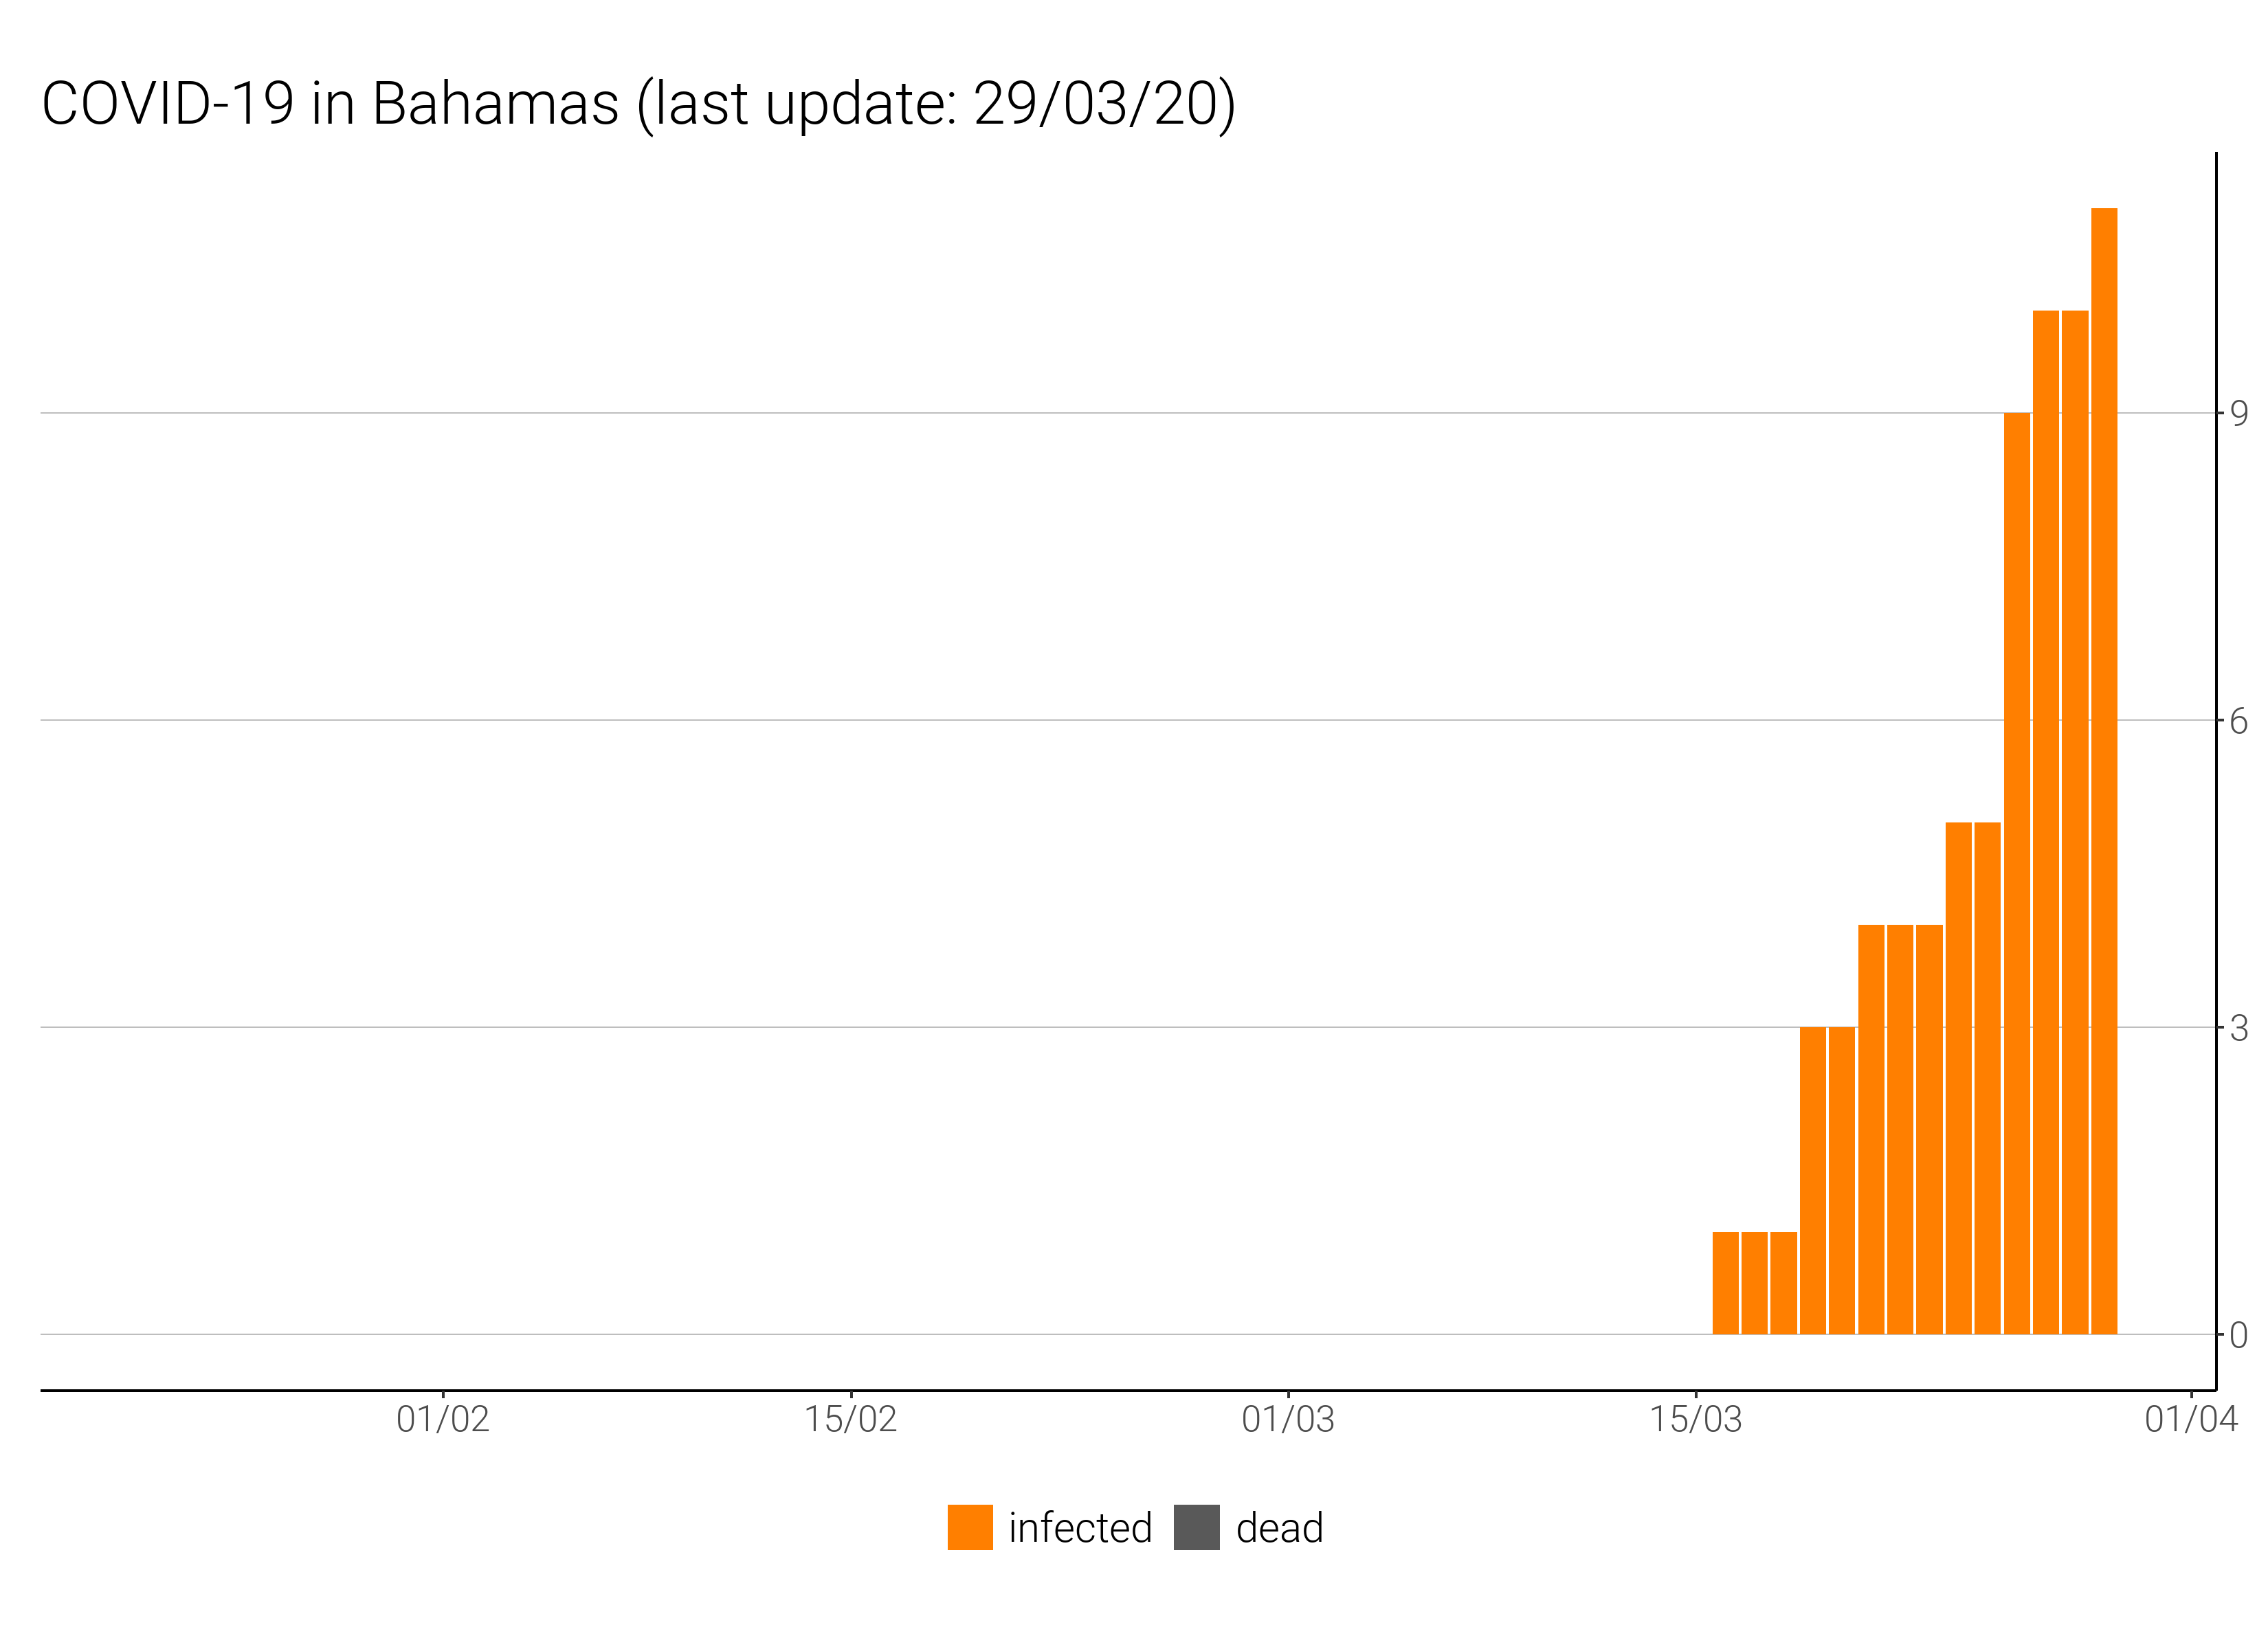 COVID-19 in Bahamas (last update: 29/03/20)
9
6
3
0
01/02 15/02 01/03 15/03 01/04
infected dead